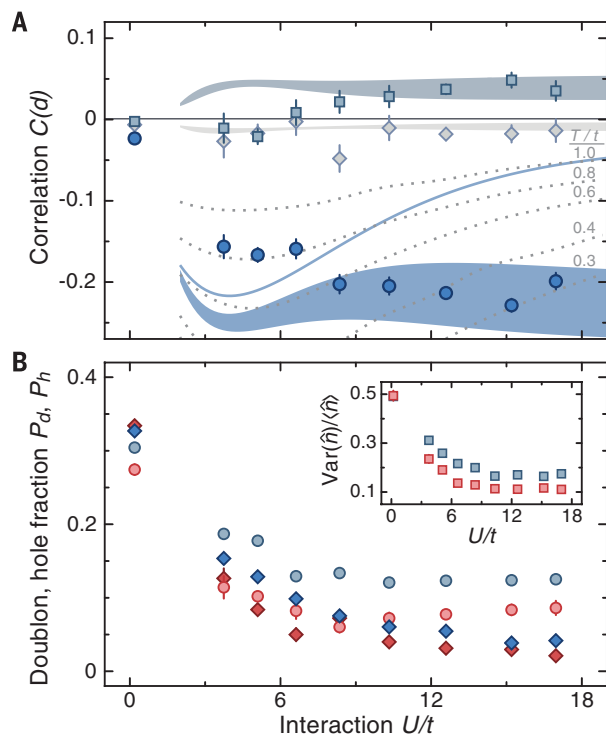 A
Correlation C(d)
0.1
0
-0.1
-0.2
T / t
1.0
0.8
0.6
0.4
0.3
B
Doublon, hole fraction P_d, P_h
0.4
0.2
0
0
6
12
18
Interaction U/t
Var(n̂)/⟨n̂⟩
0.5
0.3
0.1
0
6
12
18
U/t